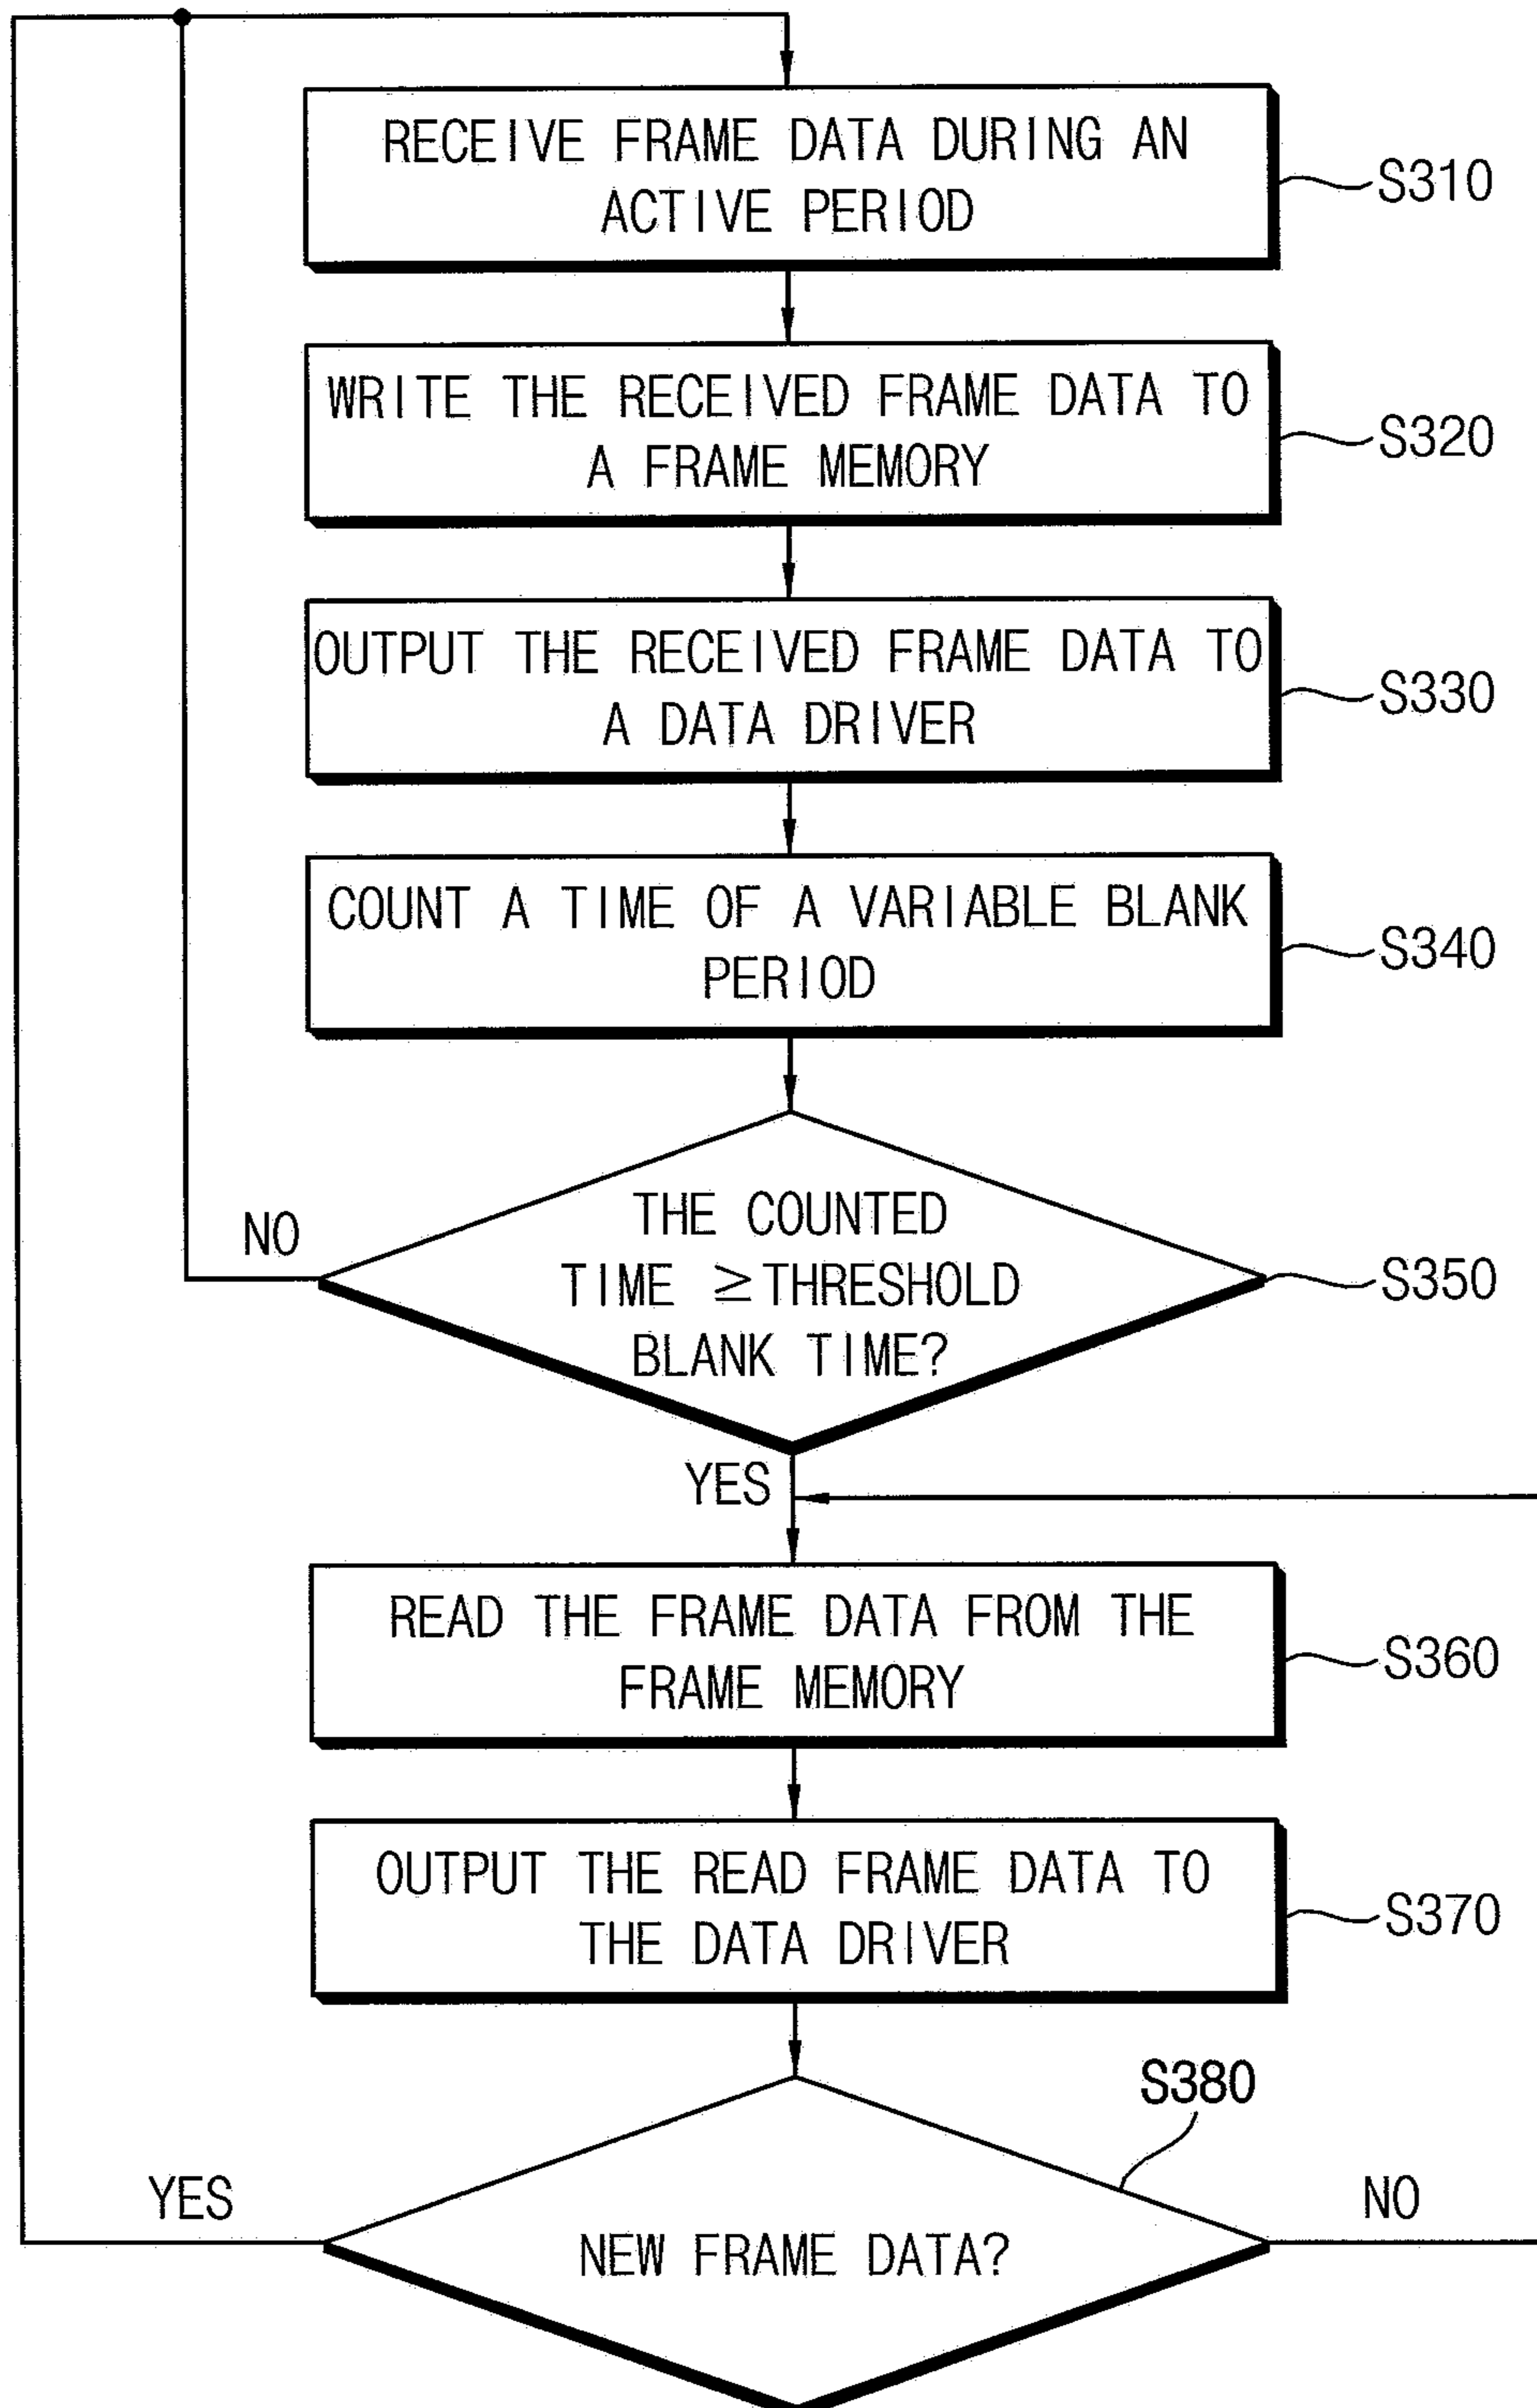 RECEIVE FRAME DATA DURING AN
ACTIVE PERIOD
S310
WRITE THE RECEIVED FRAME DATA TO
A FRAME MEMORY
S320
OUTPUT THE RECEIVED FRAME DATA TO
A DATA DRIVER
S330
COUNT A TIME OF A VARIABLE BLANK
PERIOD
S340
THE COUNTED
TIME ≥THRESHOLD
BLANK TIME?
NO
S350
YES
READ THE FRAME DATA FROM THE
FRAME MEMORY
S360
OUTPUT THE READ FRAME DATA TO
THE DATA DRIVER
S370
S380
YES
NEW FRAME DATA?
NO